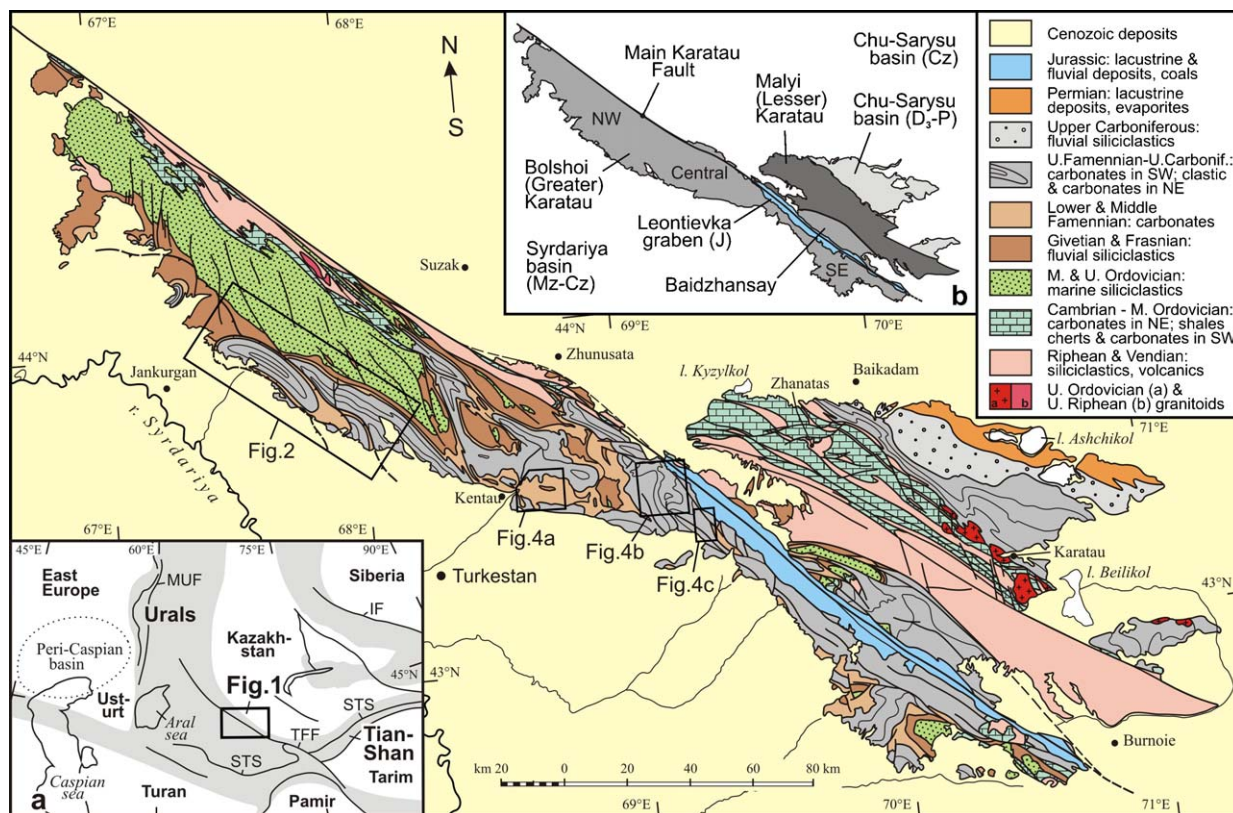 67°E
68°E
N
S
Suzak
44°N
Jankurgan
r. Syrdariya
Fig.2
Zhunusata
44°N
69°E
70°E
71°E
l. Kyzylkol
Zhanatas
Baikadam
l. Ashchikol
Kentau
Fig.4a
Fig.4b
Fig.4c
Turkestan
Karatau
l. Beilikol
43°N
67°E
68°E
43°N
Burnoie
km 20 0 20 40 60 80 km
69°E
70°E
71°E
Main Karatau
Fault
Chu-Sarysu
basin (Cz)
Malyi
(Lesser)
Karatau
Chu-Sarysu
basin (D₃-P)
NW
Central
Bolshoi
(Greater)
Karatau
Leontievka
graben (J)
Syrdariya
basin
(Mz-Cz)
Baidzhansay
SE
b
Cenozoic deposits
Jurassic: lacustrine &
fluvial deposits, coals
Permian: lacustrine
deposits, evaporites
Upper Carboniferous:
fluvial siliciclastics
U.Famennian-U.Carbonif.:
carbonates in SW; clastic
& carbonates in NE
Lower & Middle
Famennian: carbonates
Givetian & Frasnian:
fluvial siliciclastics
M. & U. Ordovician:
marine siliciclastics
Cambrian - M. Ordovician:
carbonates in NE; shales
cherts & carbonates in SW
Riphean & Vendian:
siliciclastics, volcanics
a b
U. Ordovician (a) &
U. Riphean (b) granitoids
45°E
60°E
75°E
90°E
East
Europe
MUF
Urals
Siberia
IF
Peri-Caspian
basin
Kazakh-
stan
45°N
Ust-
urt
Aral
sea
Fig.1
STS
TFF
Tian-
Shan
STS
Tarim
Caspian
sea
Turan
Pamir
a